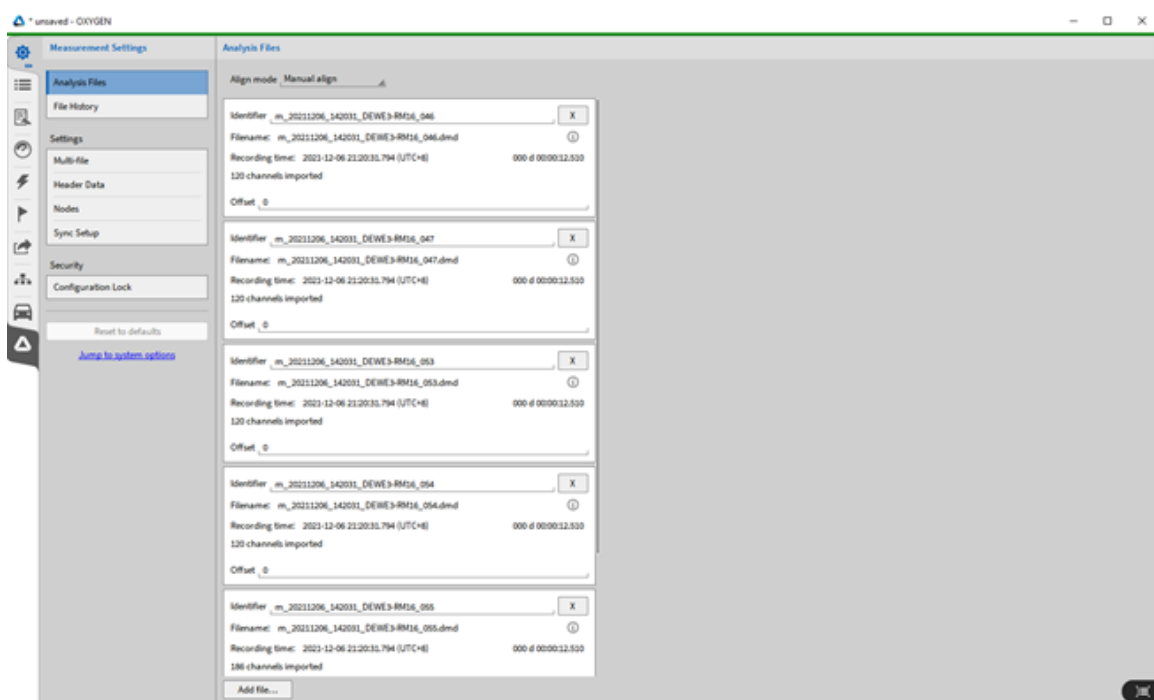 * unsaved - OXYGEN
Measurement Settings
Analysis Files
File History
Settings
Multi-file
Header Data
Nodes
Sync Setup
Security
Configuration Lock
Reset to defaults
Jump to system options
Analysis Files
Align mode Manual align
Identifier m_20211206_142031_DEWE3-RM16_046 X
Filename: m_20211206_142031_DEWE3-RM16_046.dmd
Recording time: 2021-12-06 21:20:31.794 (UTC+8) 000 d 00:00:12.510
120 channels imported
Offset 0
Identifier m_20211206_142031_DEWE3-RM16_047 X
Filename: m_20211206_142031_DEWE3-RM16_047.dmd
Recording time: 2021-12-06 21:20:31.794 (UTC+8) 000 d 00:00:12.510
120 channels imported
Offset 0
Identifier m_20211206_142031_DEWE3-RM16_053 X
Filename: m_20211206_142031_DEWE3-RM16_053.dmd
Recording time: 2021-12-06 21:20:31.794 (UTC+8) 000 d 00:00:12.510
120 channels imported
Offset 0
Identifier m_20211206_142031_DEWE3-RM16_054 X
Filename: m_20211206_142031_DEWE3-RM16_054.dmd
Recording time: 2021-12-06 21:20:31.794 (UTC+8) 000 d 00:00:12.510
120 channels imported
Offset 0
Identifier m_20211206_142031_DEWE3-RM16_055 X
Filename: m_20211206_142031_DEWE3-RM16_055.dmd
Recording time: 2021-12-06 21:20:31.794 (UTC+8) 000 d 00:00:12.510
186 channels imported
Add file...